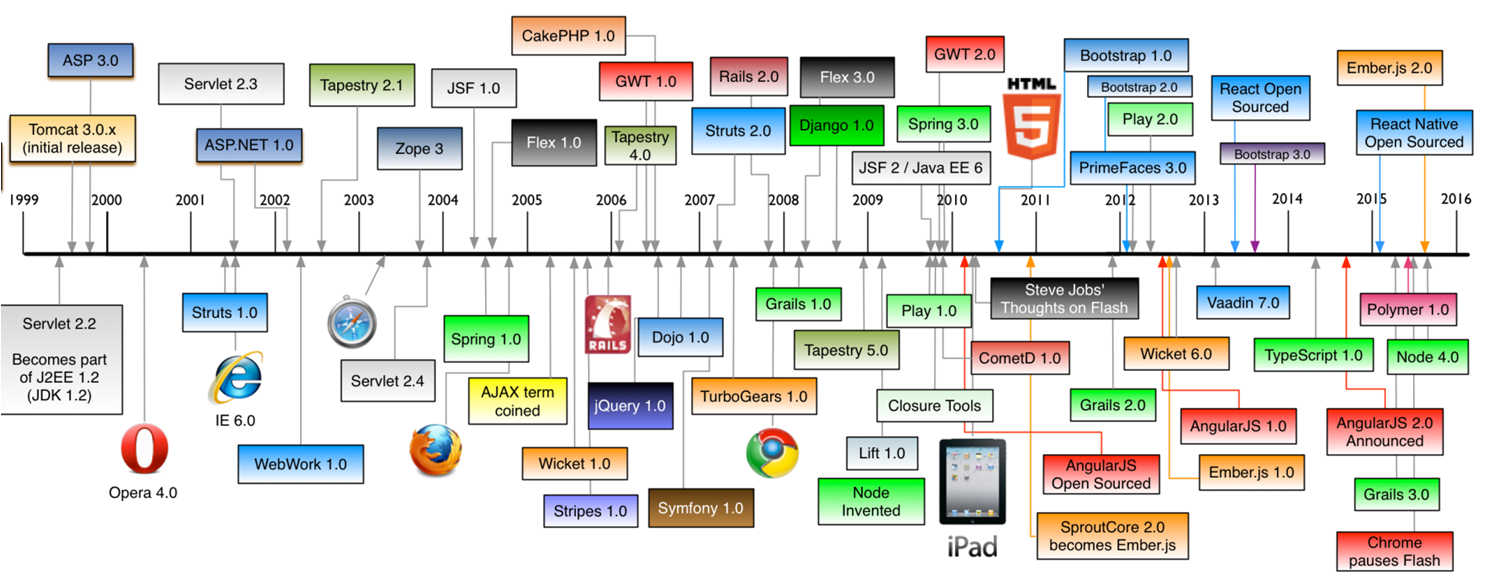 CakePHP 1.0
GWT 2.0
Bootstrap 1.0
ASP 3.0
Servlet 2.3
Tapestry 2.1
JSF 1.0
GWT 1.0
Rails 2.0
Flex 3.0
HTML
5
Bootstrap 2.0
React Open
Sourced
Ember.js 2.0
Tomcat 3.0.x
(initial release)
ASP.NET 1.0
Zope 3
Flex 1.0
Tapestry
4.0
Struts 2.0
Django 1.0
Spring 3.0
Play 2.0
React Native
Open Sourced
JSF 2 / Java EE 6
PrimeFaces 3.0
Bootstrap 3.0
1999
2000
2001
2002
2003
2004
2005
2006
2007
2008
2009
2010
2011
2012
2013
2014
2015
2016
Servlet 2.2
Becomes part
of J2EE 1.2
(JDK 1.2)
Struts 1.0
Spring 1.0
RAILS
Dojo 1.0
Grails 1.0
Play 1.0
Steve Jobs'
Thoughts on Flash
Vaadin 7.0
Polymer 1.0
IE 6.0
Servlet 2.4
AJAX term
coined
jQuery 1.0
TurboGears 1.0
Tapestry 5.0
CometD 1.0
Wicket 6.0
TypeScript 1.0
Node 4.0
Closure Tools
Grails 2.0
AngularJS 1.0
AngularJS 2.0
Announced
Opera 4.0
WebWork 1.0
Wicket 1.0
Stripes 1.0
Symfony 1.0
Lift 1.0
Node
Invented
iPad
AngularJS
Open Sourced
Ember.js 1.0
Grails 3.0
SproutCore 2.0
becomes Ember.js
Chrome
pauses Flash